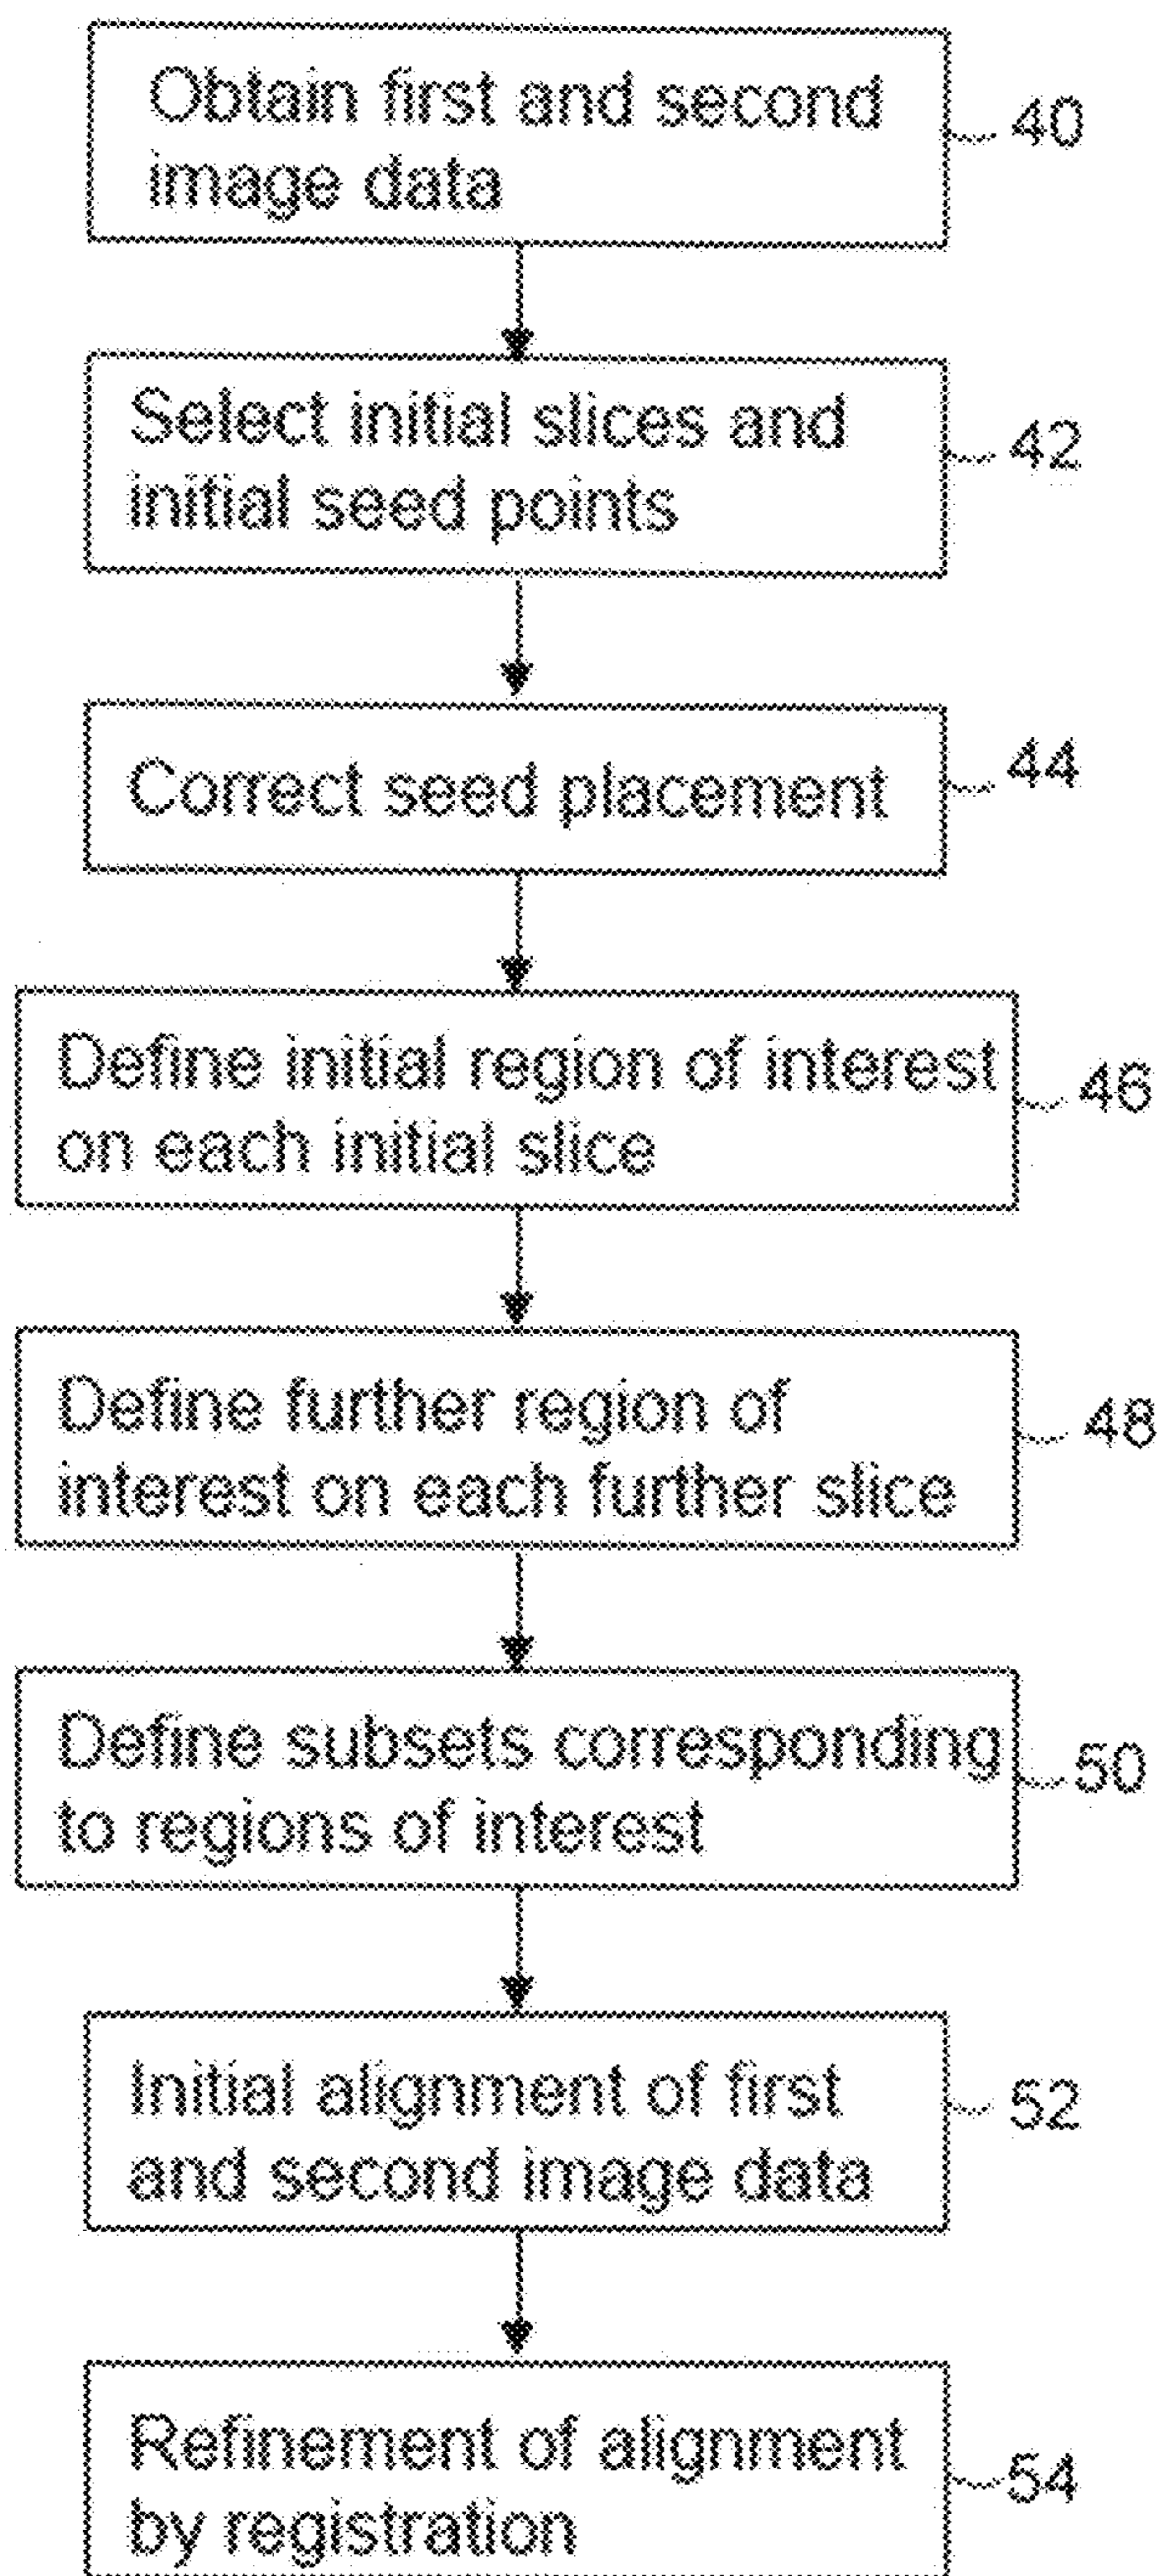 Obtain first and second
image data
40
Select initial slices and
initial seed points
42
Correct seed placement
44
Define initial region of interest
on each initial slice
46
Define further region of
interest on each further slice
48
Define subsets corresponding
to regions of interest
50
Initial alignment of first
and second image data
52
Refinement of alignment
by registration
54